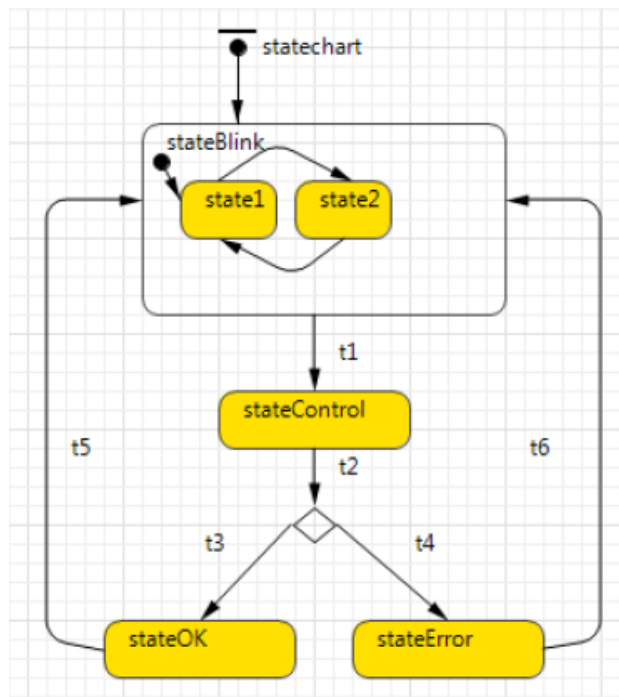 statechart
stateBlink
state1
state2
t1
stateControl
t5
t2
t6
t3
t4
stateOK
stateError